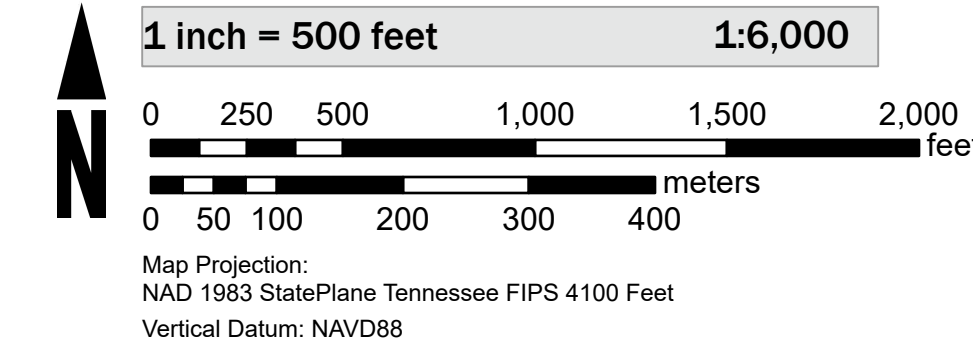 1 inch = 500 feet 1:6,000
0 250 500 1,000 1,500 2,000
feet
N
meters
0 50 100 200 300 400
Map Projection:
NAD 1983 StatePlane Tennessee FIPS 4100 Feet
Vertical Datum: NAVD88